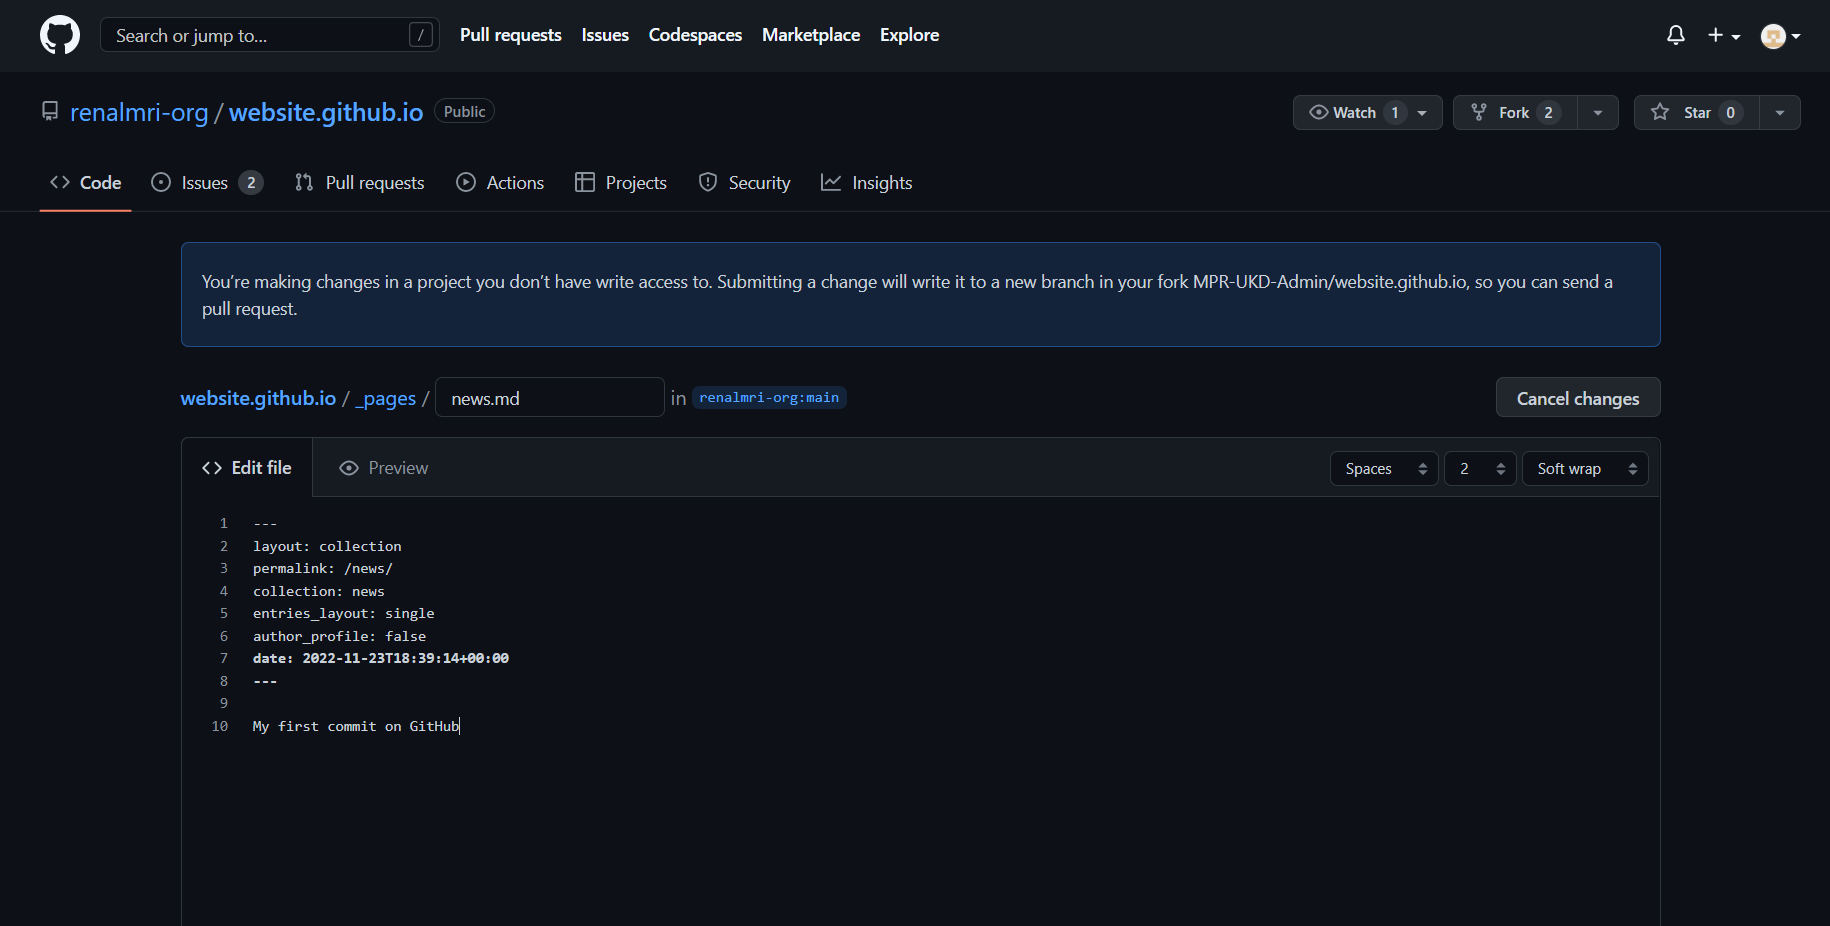 Search or jump to... /
Pull requests Issues Codespaces Marketplace Explore
renalmri-org / website.github.io Public
Watch 1 Fork 2 Star 0
Code Issues 2 Pull requests Actions Projects Security Insights
You’re making changes in a project you don’t have write access to. Submitting a change will write it to a new branch in your fork MPR-UKD-Admin/website.github.io, so you can send a
pull request.
website.github.io / _pages / news.md in renalmri-org:main Cancel changes
Edit file Preview Spaces 2 Soft wrap
1 ---
2 layout: collection
3 permalink: /news/
4 collection: news
5 entries_layout: single
6 author_profile: false
7 date: 2022-11-23T18:39:14+00:00
8 ---
9
10 My first commit on GitHub